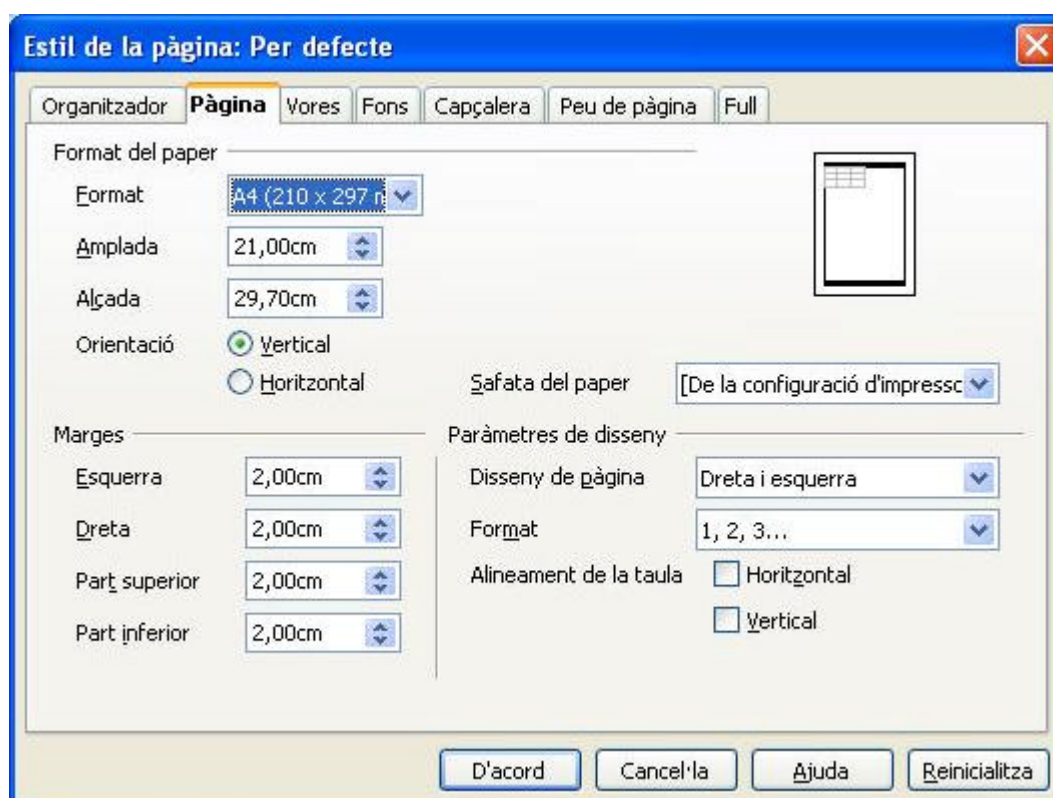 Estil de la pàgina: Per defecte
Organitzador Pàgina Vores Fons Capçalera Peu de pàgina Full
Format del paper
Format A4 (210 x 297 
Amplada 21,00cm
Alçada 29,70cm
Orientació Vertical
Horitzontal Safata del paper [De la configuració d'impressc
Marges Paràmetres de disseny
Esquerra 2,00cm Disseny de pàgina Dreta i esquerra
Dreta 2,00cm Format 1, 2, 3...
Part superior 2,00cm Alineament de la taula Horitzontal
Part inferior 2,00cm Vertical
D'acord Cancel·la Ajuda Reinicialitza